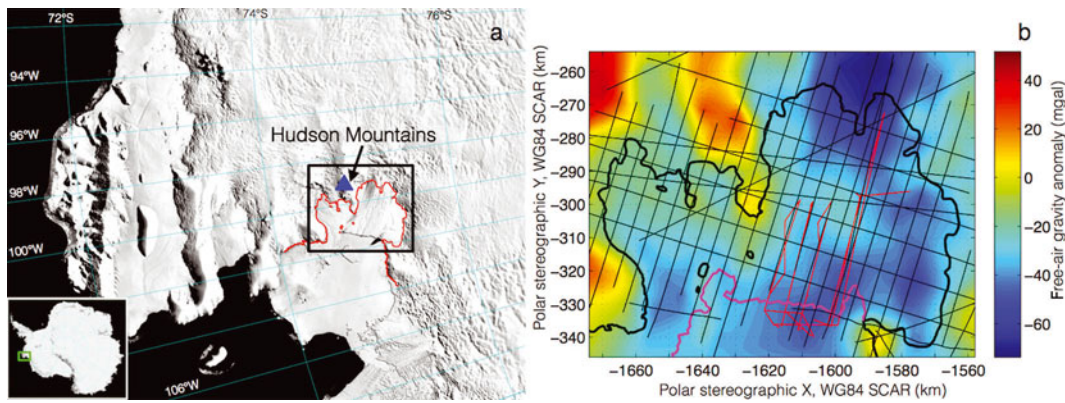 72°S
74°S
76°S
a
94°W
96°W
98°W
100°W
106°W
Hudson Mountains
b
Polar stereographic Y, WG84 SCAR (km)
−260
−270
−280
−290
−300
−310
−320
−330
−340
−1660
−1640
−1620
−1600
−1580
−1560
Polar stereographic X, WG84 SCAR (km)
40
20
0
−20
−40
−60
Free-air gravity anomaly (mgal)